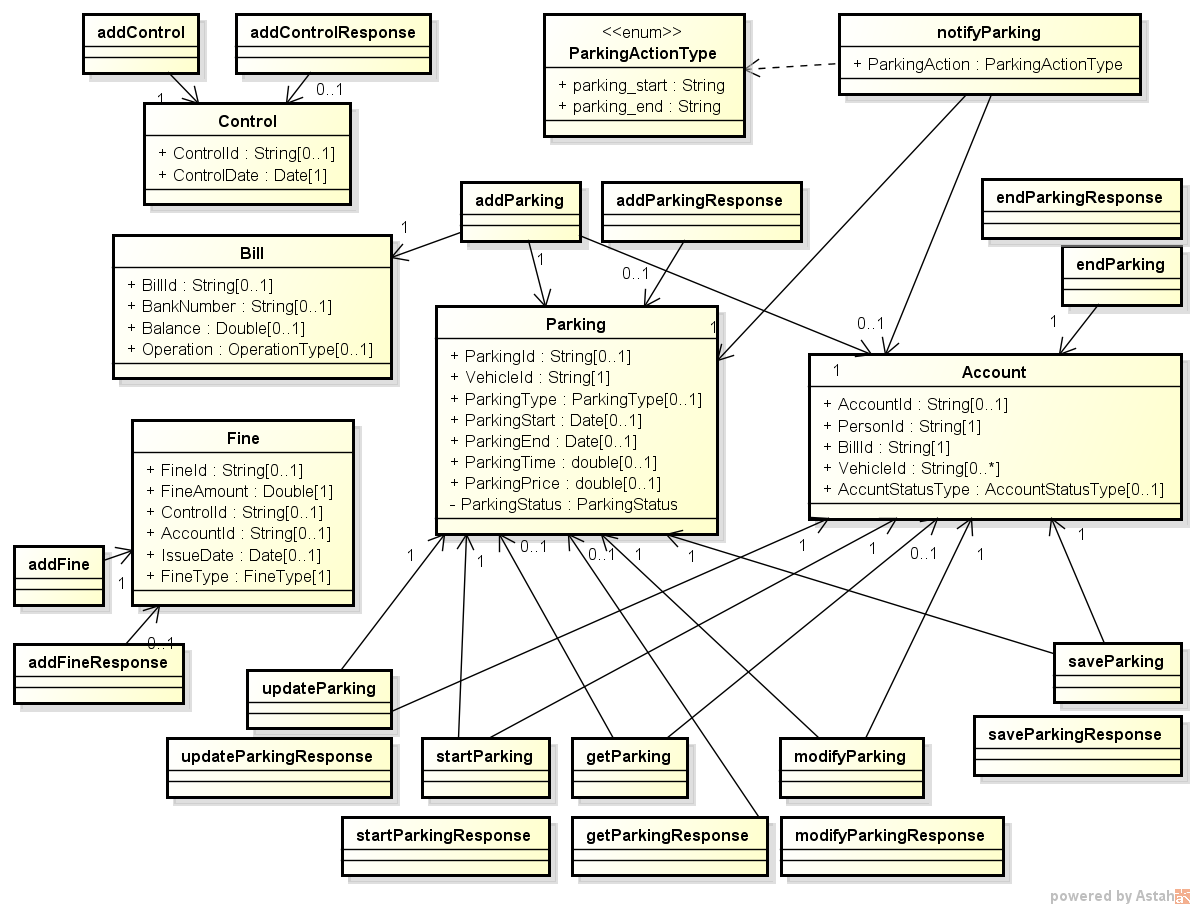 addControl
addControlResponse
1
0..1
Control
+ ControlId : String[0..1]
+ ControlDate : Date[1]
<<enum>>
ParkingActionType
+ parking_start : String
+ parking_end : String
notifyParking
+ ParkingAction : ParkingActionType
addParking
addParkingResponse
endParkingResponse
endParking
1
1
0..1
0..1
1
1
1
Bill
+ BillId : String[0..1]
+ BankNumber : String[0..1]
+ Balance : Double[0..1]
+ Operation : OperationType[0..1]
Parking
+ ParkingId : String[0..1]
+ VehicleId : String[1]
+ ParkingType : ParkingType[0..1]
+ ParkingStart : Date[0..1]
+ ParkingEnd : Date[0..1]
+ ParkingTime : double[0..1]
+ ParkingPrice : double[0..1]
- ParkingStatus : ParkingStatus
Account
+ AccountId : String[0..1]
+ PersonId : String[1]
+ BillId : String[1]
+ VehicleId : String[0..*]
+ AccuntStatusType : AccountStatusType[0..1]
Fine
+ FineId : String[0..1]
+ FineAmount : Double[1]
+ ControlId : String[0..1]
+ AccountId : String[0..1]
+ IssueDate : Date[0..1]
+ FineType : FineType[1]
addFine
1
0..1
addFineResponse
1
1
0..1
0..1
1
1
1
1
0..1
1
1
updateParking
saveParking
updateParkingResponse
startParking
getParking
modifyParking
saveParkingResponse
startParkingResponse
getParkingResponse
modifyParkingResponse
powered by Astah